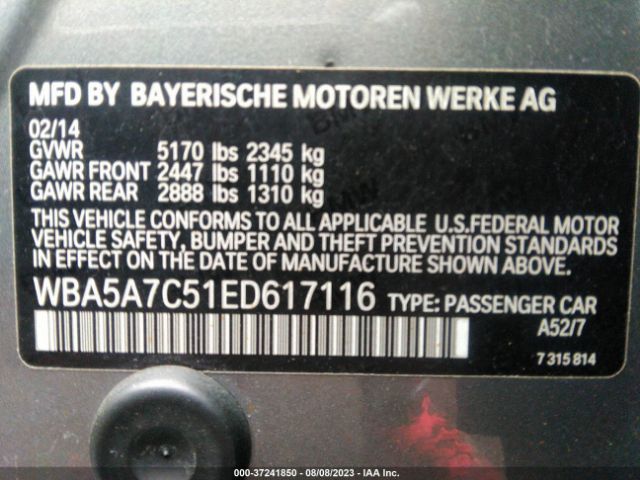 MFD BY BAYERISCHE MOTOREN WERKE AG
02/14
GVWR 5170 lbs 2345 kg
GAWR FRONT 2447 lbs 1110 kg
GAWR REAR 2888 lbs 1310 kg
THIS VEHICLE CONFORMS TO ALL APPLICABLE U.S.FEDERAL MOTOR
VEHICLE SAFETY, BUMPER AND THEFT PREVENTION STANDARDS
IN EFFECT ON THE DATE OF MANUFACTURE SHOWN ABOVE.
WBA5A7C51ED617116 TYPE: PASSENGER CAR
A52/7
7 315 814
000-37241850 - 08/08/2023 - IAA Inc.